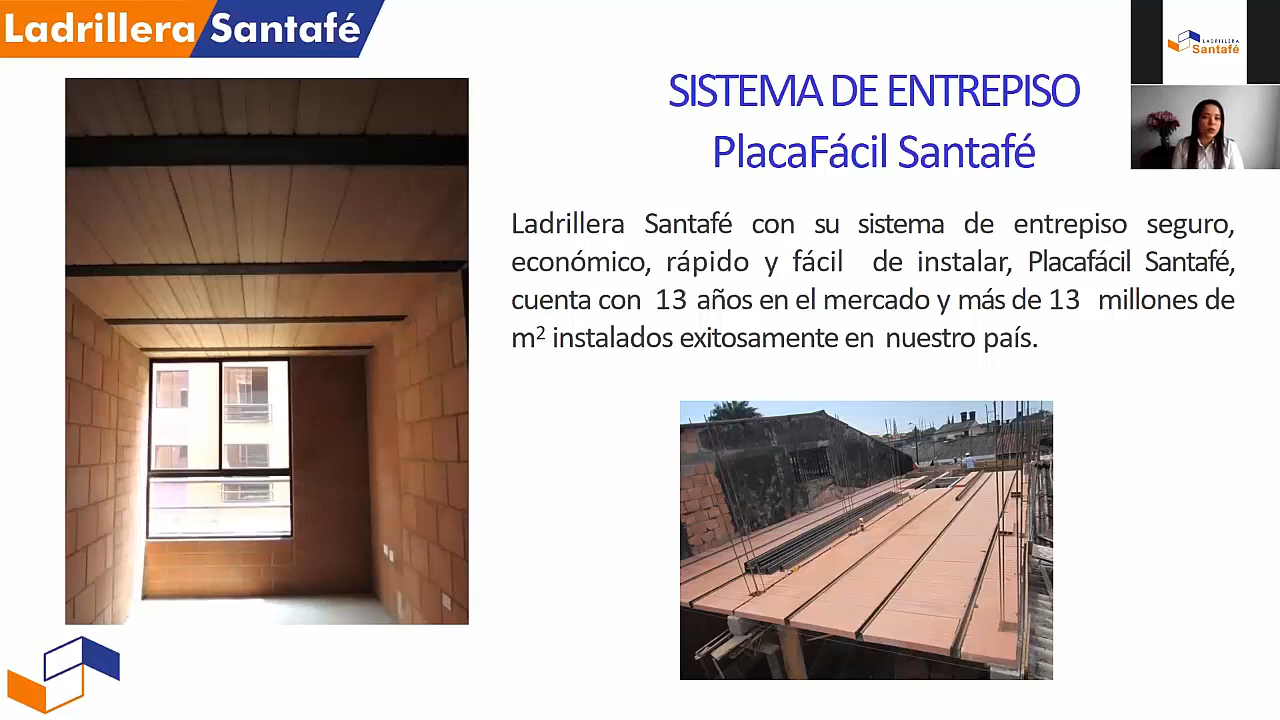 Ladrillera Santafé
LADRILLERA
Santafé
SISTEMA DE ENTREPISO
PlacaFácil Santafé
Ladrillera Santafé con su sistema de entrepiso seguro,
económico, rápido y fácil de instalar, Placafácil Santafé,
cuenta con 13 años en el mercado y más de 13 millones de
m² instalados exitosamente en nuestro país.